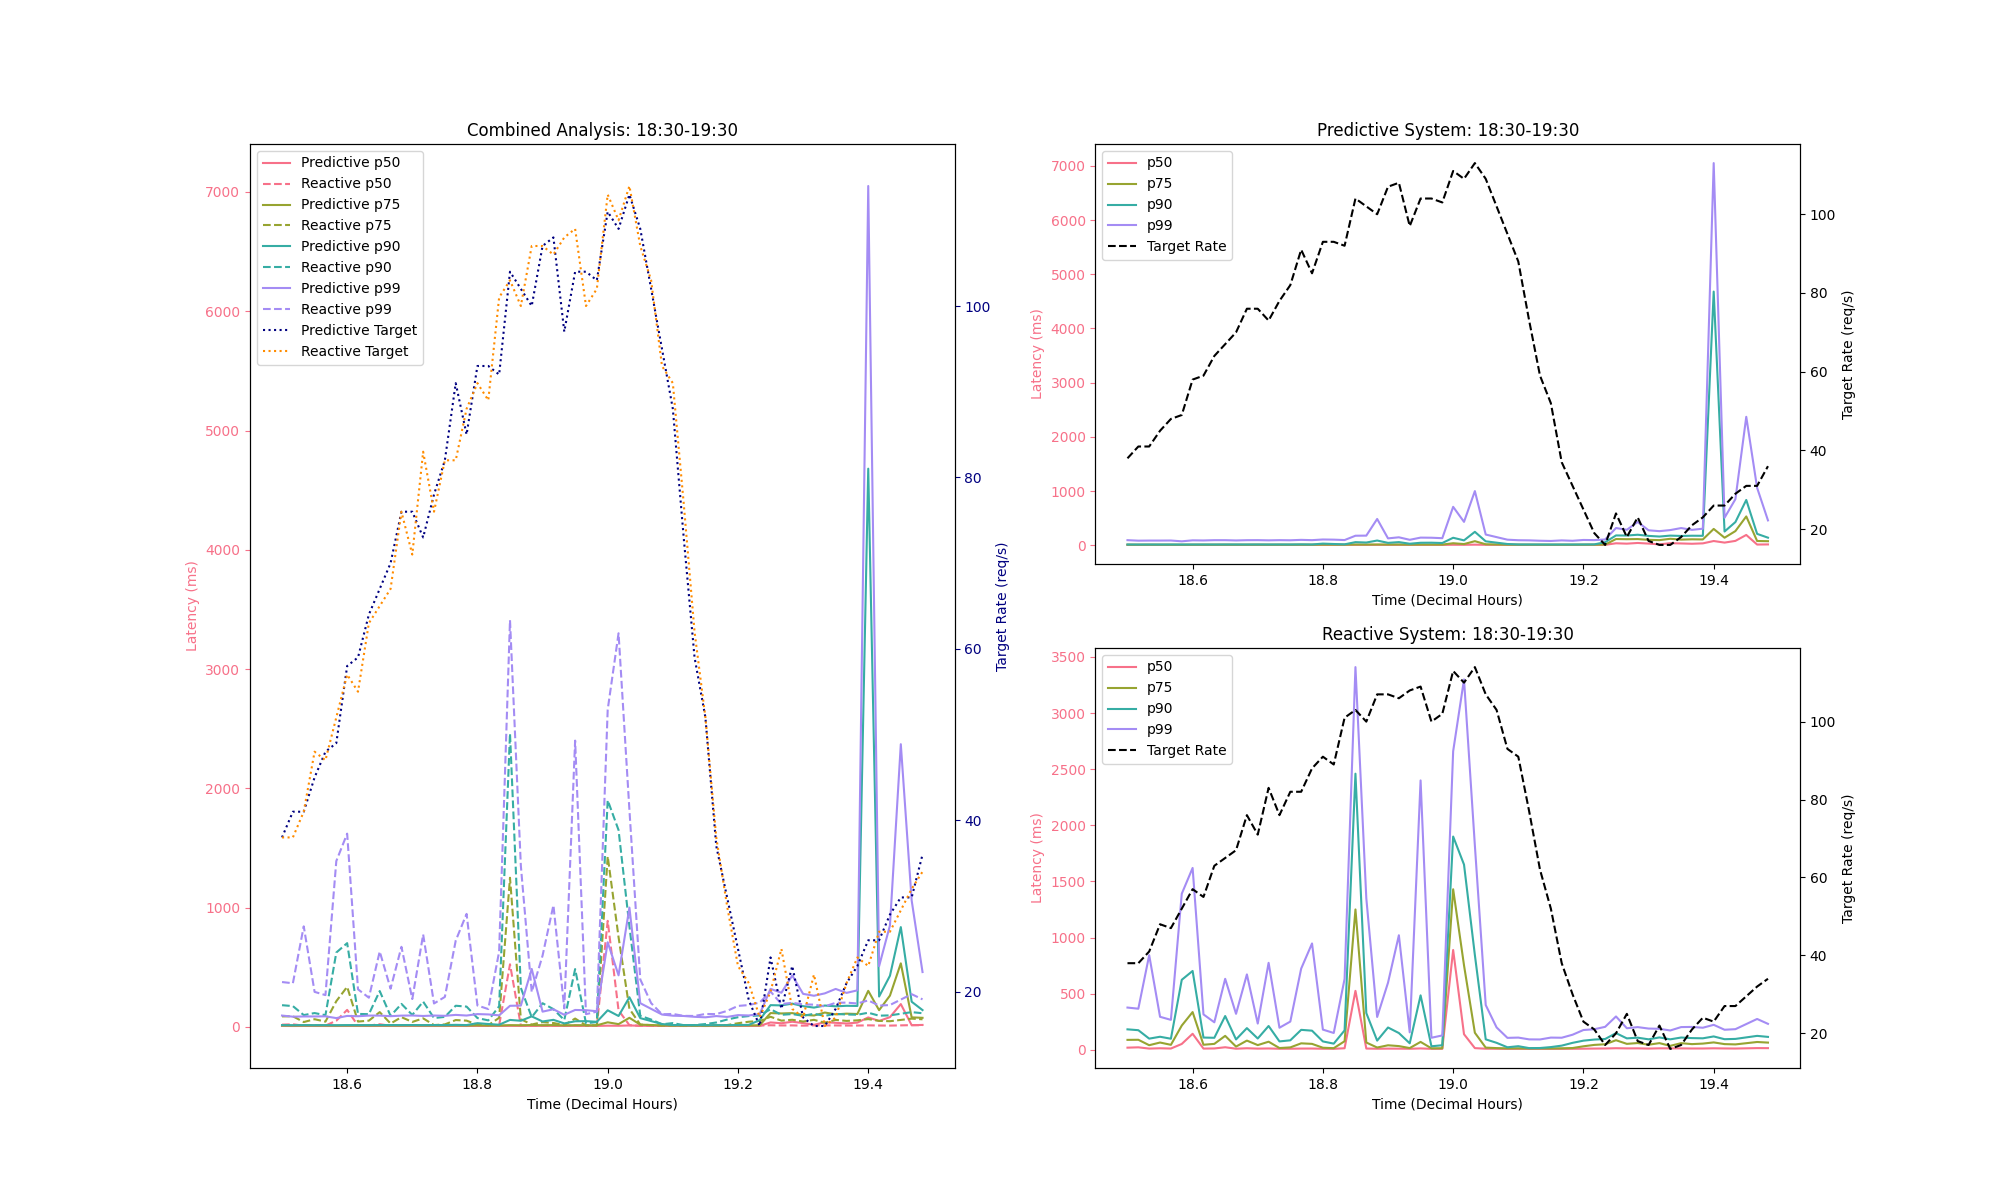 Combined Analysis: 18:30-19:30
Predictive p50
Reactive p50
Predictive p75
Reactive p75
Predictive p90
Reactive p90
Predictive p99
Reactive p99
Predictive Target
Reactive Target
7000
6000
5000
4000
3000
2000
1000
0
Latency (ms)
100
80
60
40
20
Target Rate (req/s)
18.6 18.8 19.0 19.2 19.4
Time (Decimal Hours)
Predictive System: 18:30-19:30
p50
p75
p90
p99
Target Rate
7000
6000
5000
4000
3000
2000
1000
0
Latency (ms)
100
80
60
40
20
Target Rate (req/s)
18.6 18.8 19.0 19.2 19.4
Time (Decimal Hours)
Reactive System: 18:30-19:30
p50
p75
p90
p99
Target Rate
3500
3000
2500
2000
1500
1000
500
0
Latency (ms)
100
80
60
40
20
Target Rate (req/s)
18.6 18.8 19.0 19.2 19.4
Time (Decimal Hours)